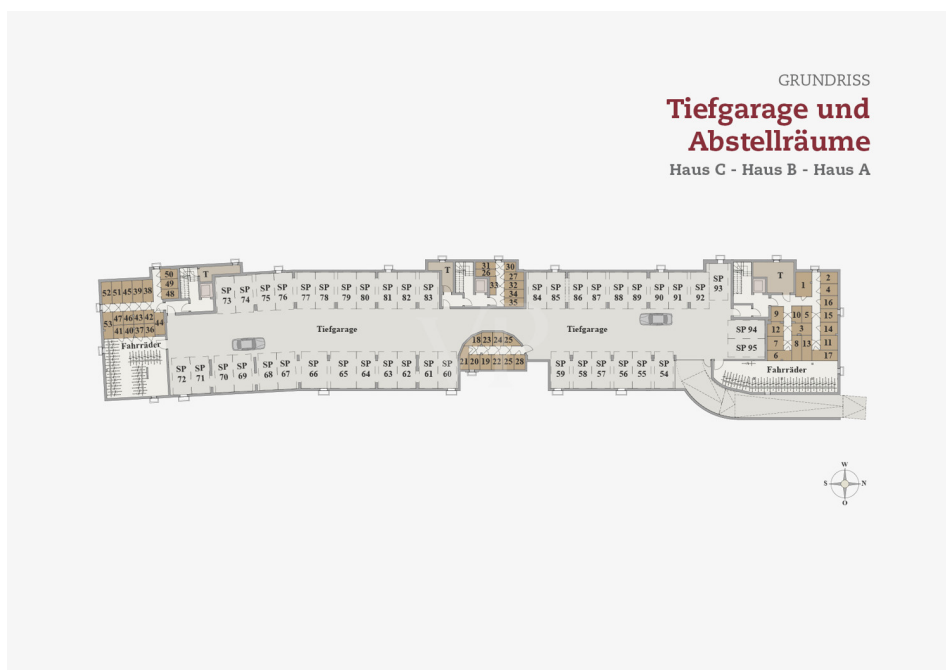 GRUNDRISS
Tiefgarage und
Abstellräume
Haus C - Haus B - Haus A
50
49
48
T
52 51 45 39 38
53
47 46 43 42
41 40 37 36
44
Fahrräder
SP 73
SP 74
SP 75
SP 76
SP 77
SP 78
SP 79
SP 80
SP 81
SP 82
SP 83
T
31
26
33
30
27
32
34
35
SP 84
SP 85
SP 86
SP 87
SP 88
SP 89
SP 90
SP 91
SP 92
SP 93
T
1
2
4
16
15
14
11
17
9
12
7
6
10 5
3
8 13
Tiefgarage
Tiefgarage
SP 94
SP 95
18 23 24 25
21 20 19 22 25 28
SP 72
SP 71
SP 70
SP 69
SP 68
SP 67
SP 66
SP 65
SP 64
SP 63
SP 62
SP 61
SP 60
SP 59
SP 58
SP 57
SP 56
SP 55
SP 54
Fahrräder
W
S N
O